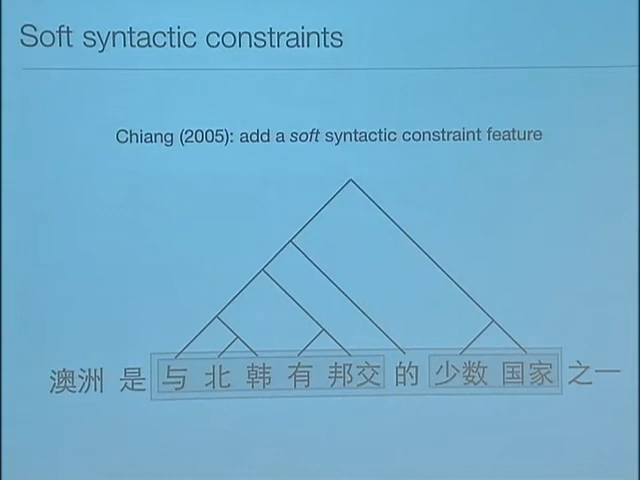 Soft syntactic constraints
Chiang (2005): add a soft syntactic constraint feature
澳洲 是 与 北 韩 有 邦交 的 少数 国家 之一